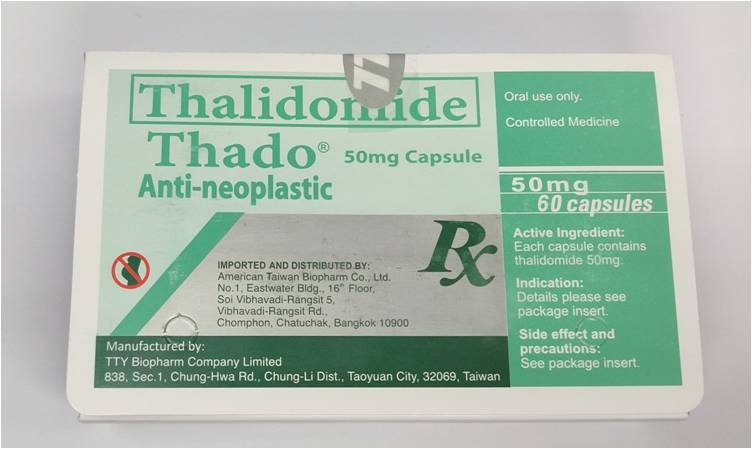 Thalidomide
Thado® 50mg Capsule
Anti-neoplastic
Oral use only.
Controlled Medicine
50mg
60 capsules
Active Ingredient:
Each capsule contains
thalidomide 50mg.
Indication:
Details please see
package insert.
Side effect and
precautions:
See package insert.
Rx
IMPORTED AND DISTRIBUTED BY:
American Taiwan Biopharm Co., Ltd.
No.1, Eastwater Bldg., 16th Floor,
Soi Vibhavadi-Rangsit 5,
Vibhavadi-Rangsit Rd.,
Chomphon, Chatuchak, Bangkok 10900
Manufactured by:
TTY Biopharm Company Limited
838, Sec.1, Chung-Hwa Rd., Chung-Li Dist., Taoyuan City, 32069, Taiwan